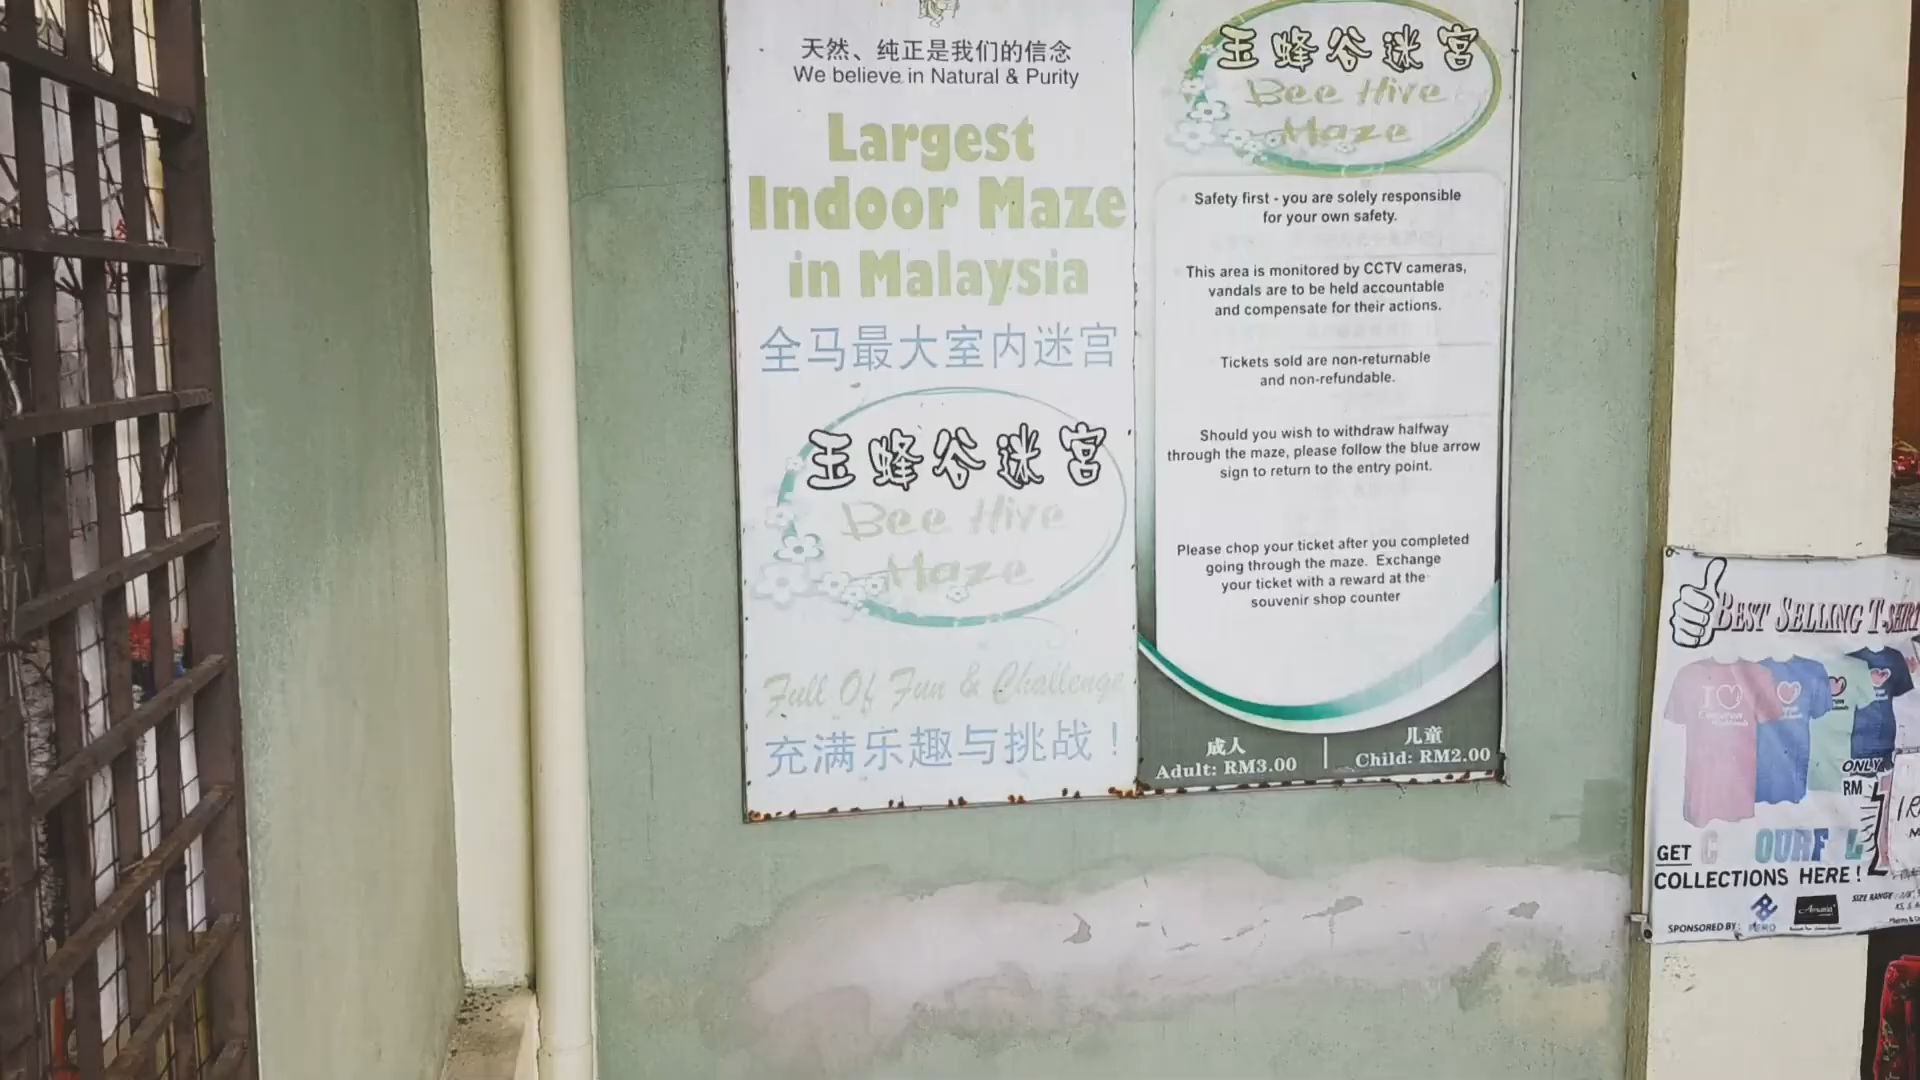 天然、纯正是我们的信念
We believe in Natural & Purity
Largest
Indoor Maze
in Malaysia
全马最大室内迷宫
玉蜂谷迷宫
Bee Hive
Maze
Full Of Fun & Challenge
充满乐趣与挑战！
玉蜂谷迷宫
Bee Hive
Maze
Safety first - you are solely responsible
for your own safety.
This area is monitored by CCTV cameras,
vandals are to be held accountable
and compensate for their actions.
Tickets sold are non-returnable
and non-refundable.
Should you wish to withdraw halfway
through the maze, please follow the blue arrow
sign to return to the entry point.
Please chop your ticket after you completed
going through the maze. Exchange
your ticket with a reward at the
souvenir shop counter
成人
Adult: RM3.00
儿童
Child: RM2.00
BEST SELLING T-SHIRT
ONLY
RM
GET
COLLECTIONS HERE !
SIZE RANGE
SPONSORED BY: